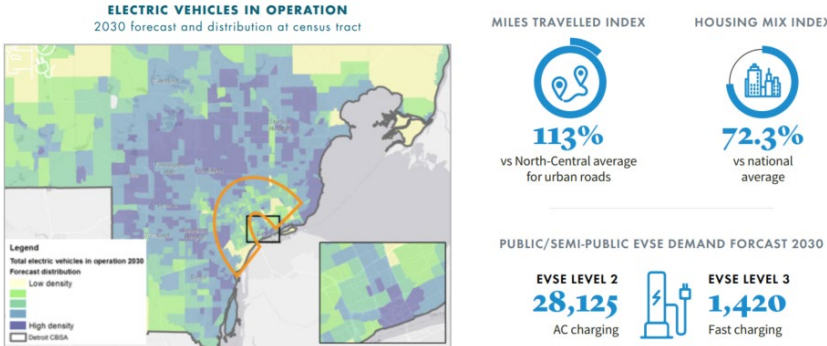 ELECTRIC VEHICLES IN OPERATION
2030 forecast and distribution at census tract
Legend
Total electric vehicles in operation 2030
Forecast distribution
Low density
High density
Detroit CBSA
MILES TRAVELLED INDEX
113%
vs North-Central average
for urban roads
HOUSING MIX INDEX
72.3%
vs national
average
PUBLIC/SEMI-PUBLIC EVSE DEMAND FORCAST 2030
EVSE LEVEL 2
28,125
AC charging
EVSE LEVEL 3
1,420
Fast charging